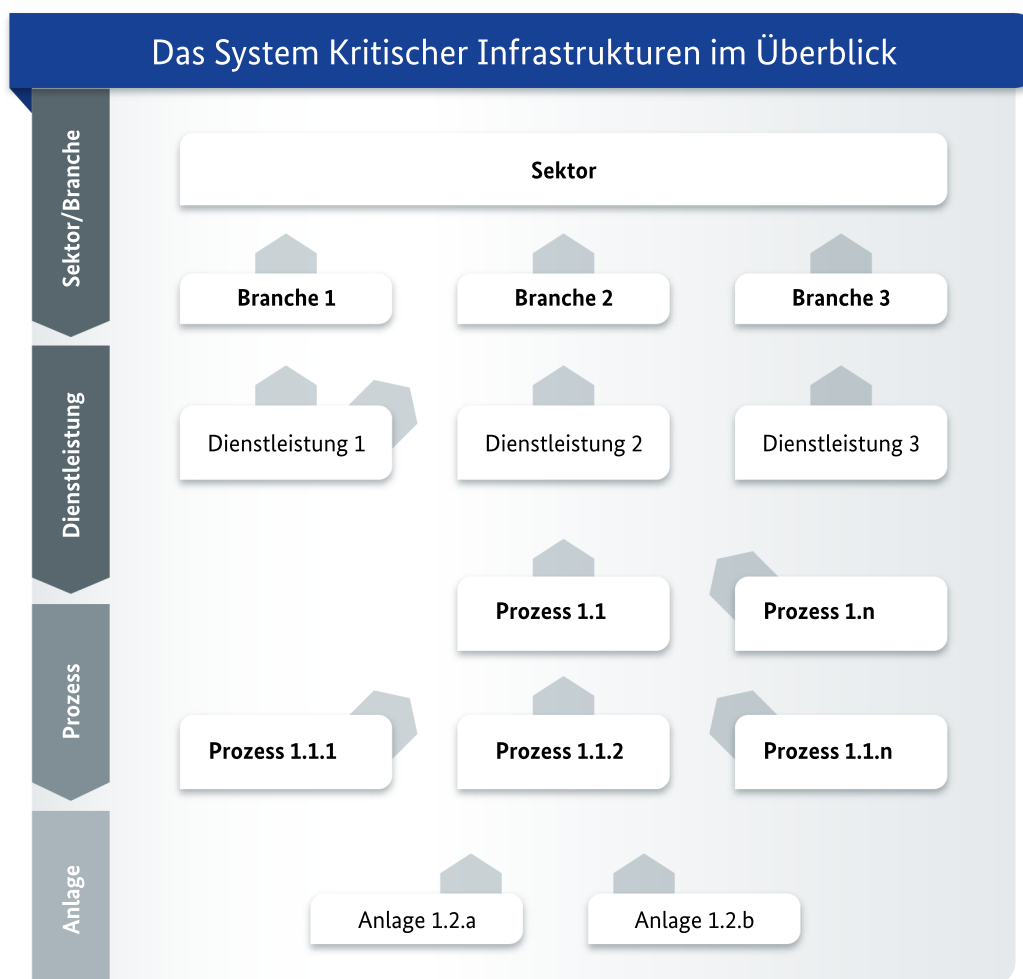 Das System Kritischer Infrastrukturen im Überblick
Sektor/Branche
Sektor
Branche 1
Branche 2
Branche 3
Dienstleistung
Dienstleistung 1
Dienstleistung 2
Dienstleistung 3
Prozess
Prozess 1.1
Prozess 1.n
Prozess 1.1.1
Prozess 1.1.2
Prozess 1.1.n
Anlage
Anlage 1.2.a
Anlage 1.2.b